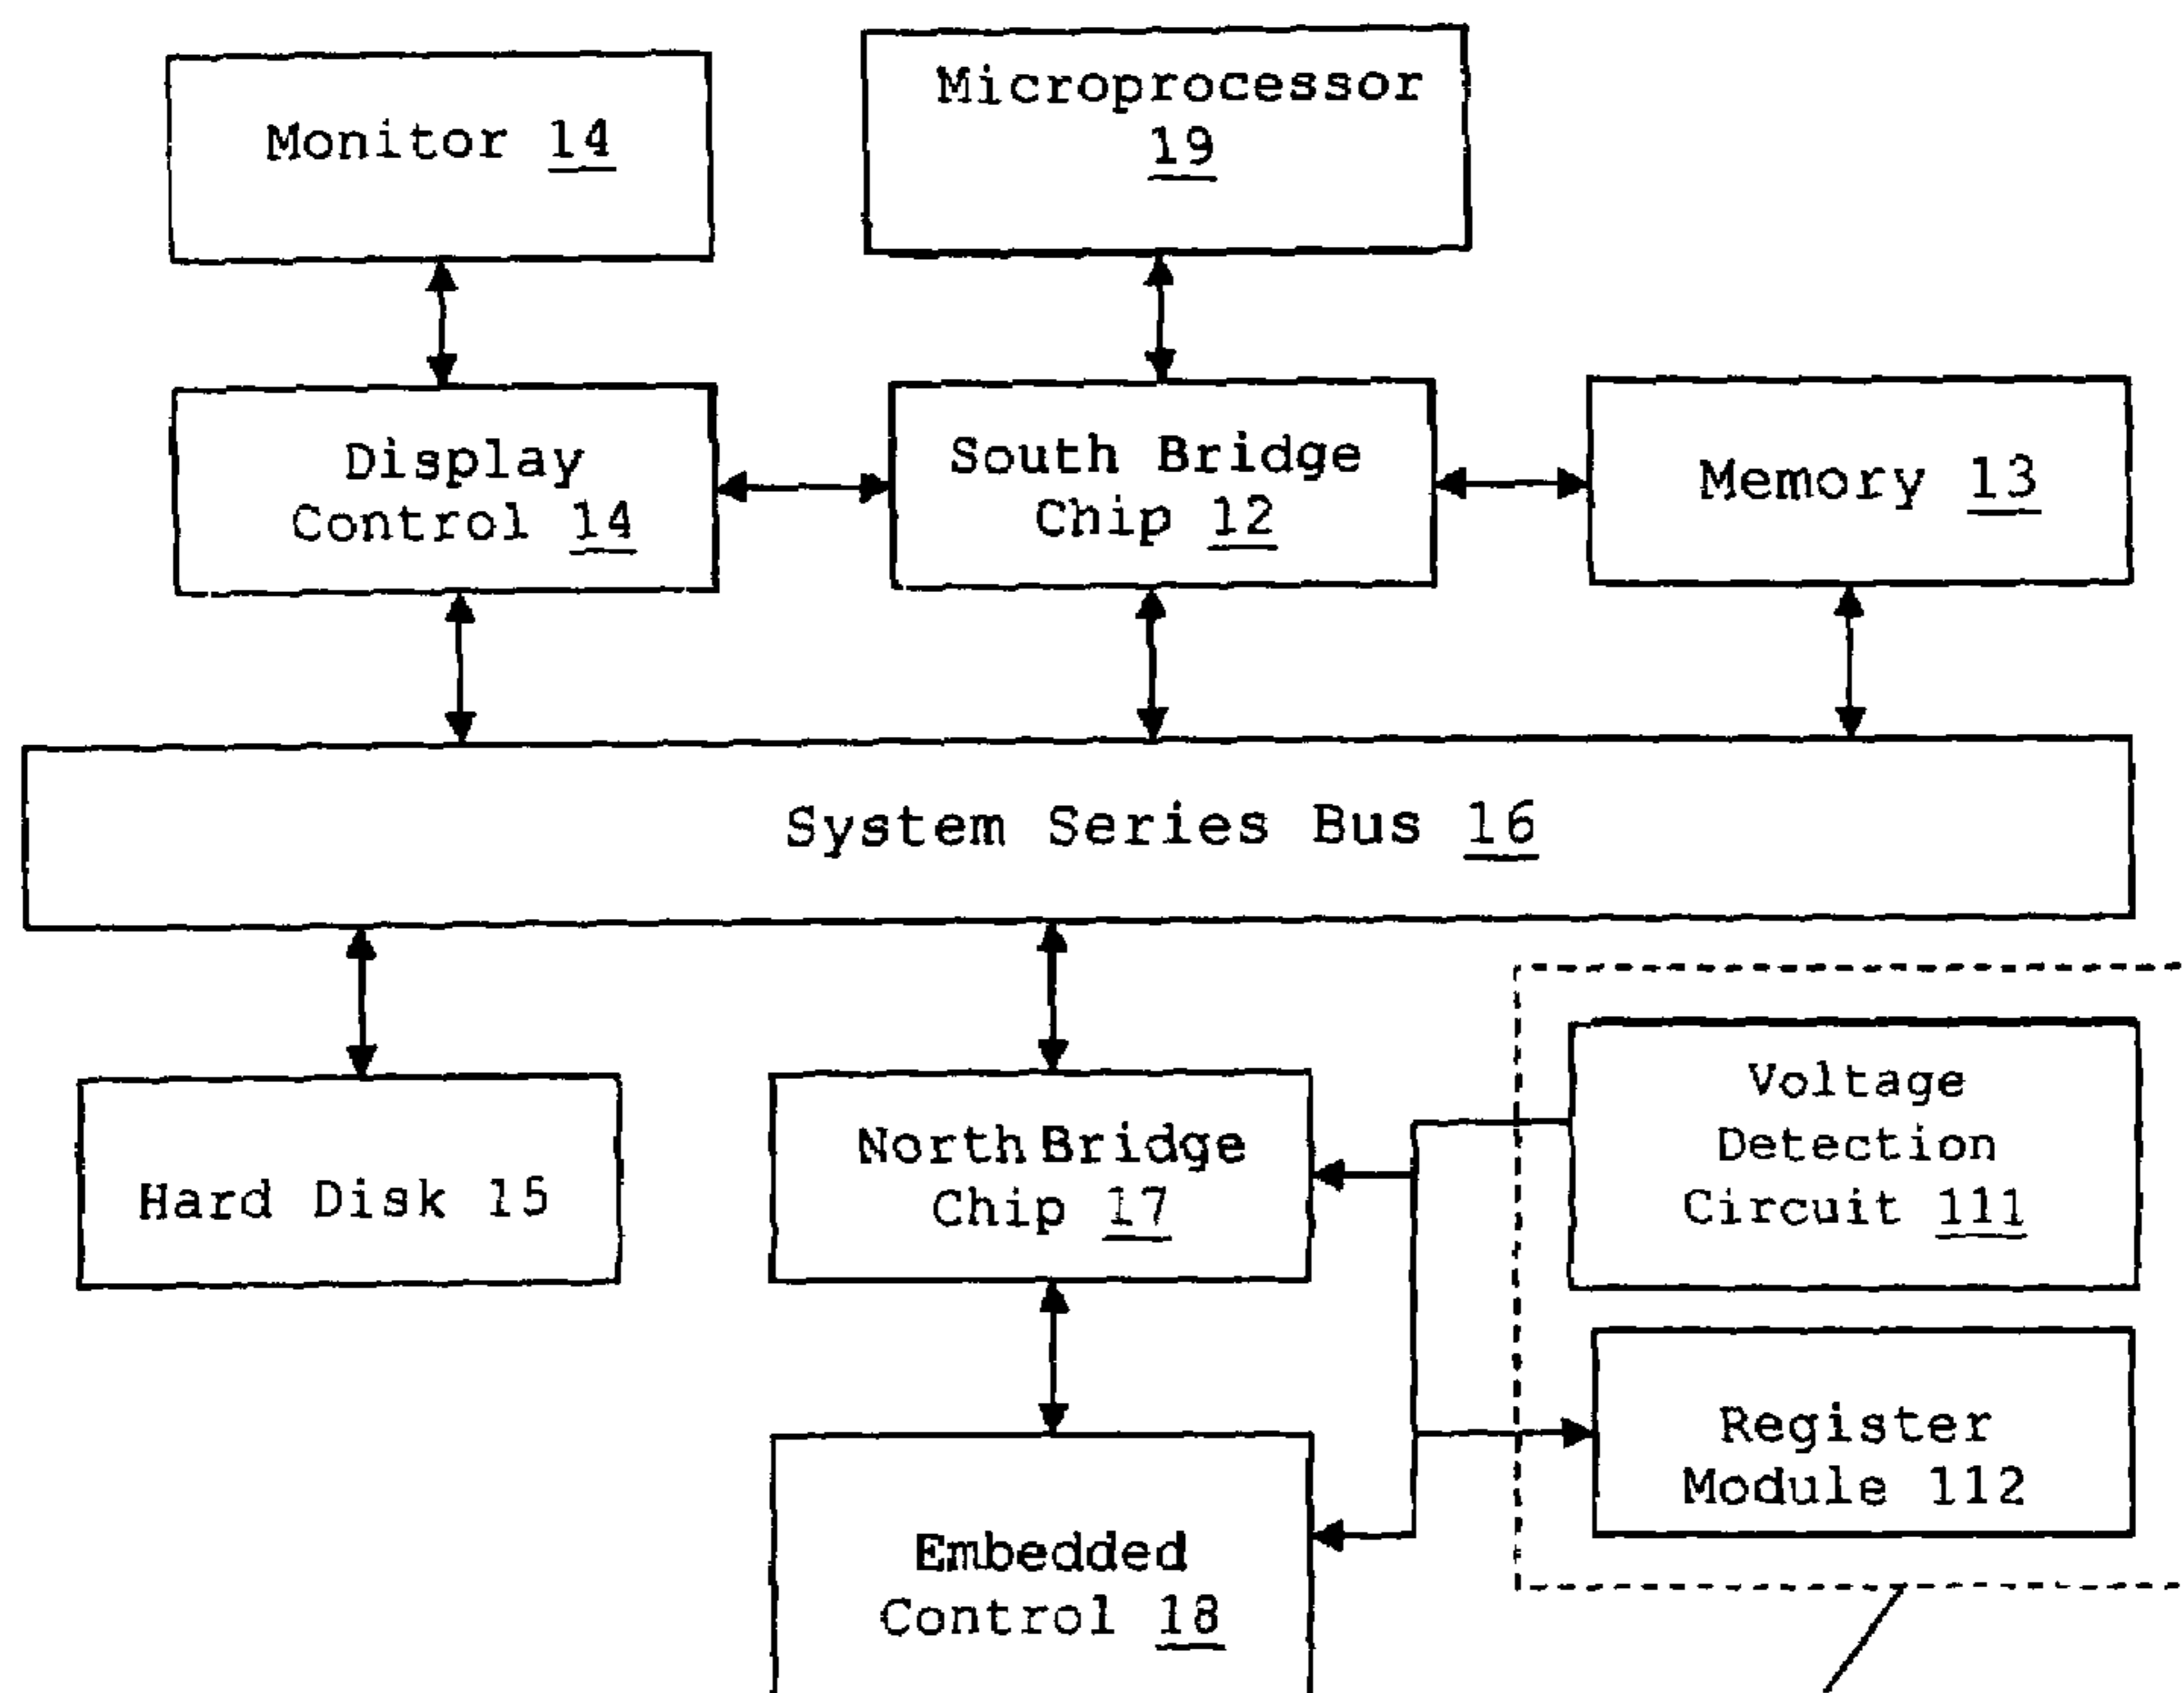 Monitor 14
Microprocessor
19
Display
Control 14
South Bridge
Chip 12
Memory 13
System Series Bus 16
Hard Disk 15
North Bridge
Chip 17
Voltage
Detection
Circuit 111
Register
Module 112
Embedded
Control 18